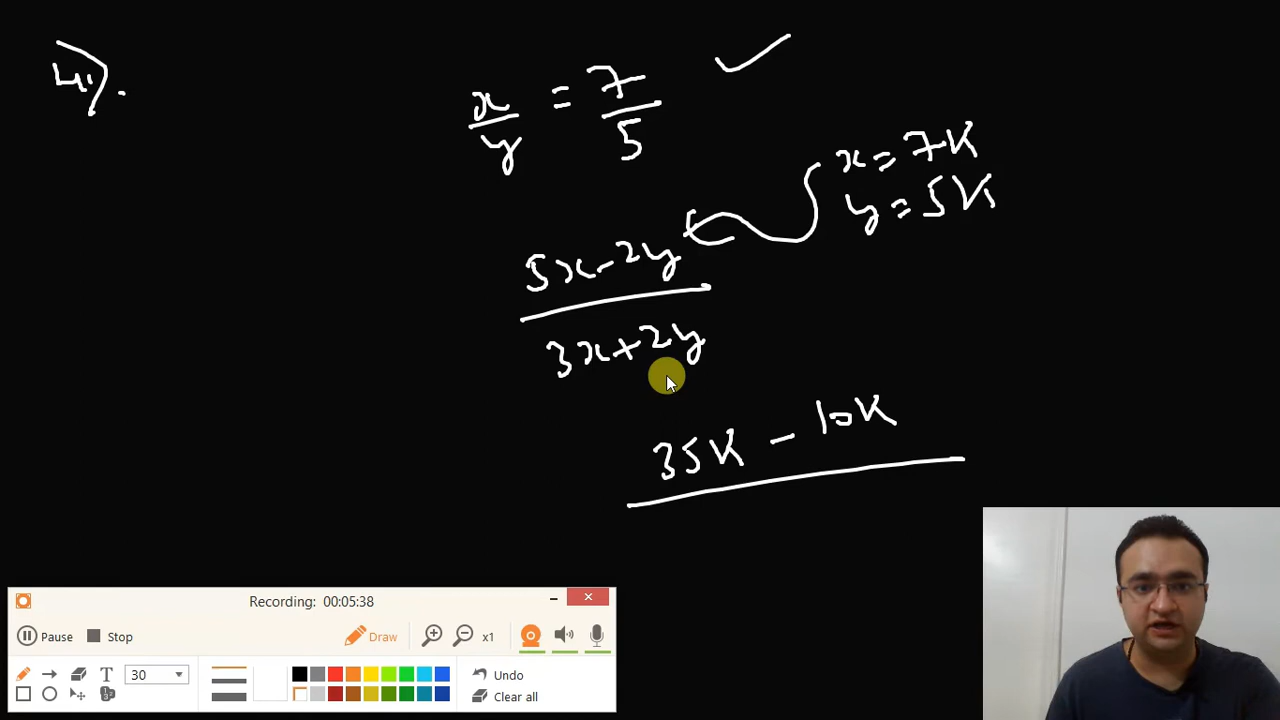 4).
x/y = 7/5
x = 7K
y = 5K
5x-2y
3x+2y
35K - 10K
Recording: 00:05:38
Pause Stop Draw x1
T 30 Undo
Clear all